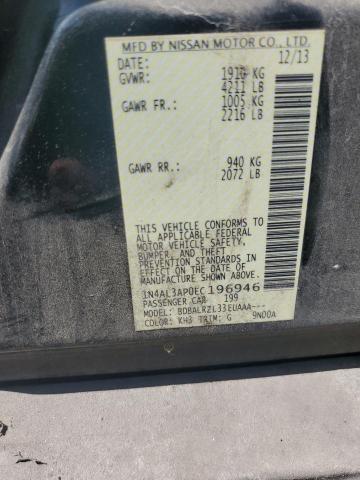 MFD BY NISSAN MOTOR CO., LTD.
DATE: 12/13
GVWR: 1910 KG
4211 LB
GAWR FR: 1005 KG
2216 LB
GAWR RR: 940 KG
2072 LB
THIS VEHICLE CONFORMS TO
ALL APPLICABLE FEDERAL
MOTOR VEHICLE SAFETY,
BUMPER, AND THEFT
PREVENTION STANDARDS IN
EFFECT ON THE DATE OF
MANUFACTURE SHOWN ABOVE.
1N4AL3AP0EC196946
PASSENGER CAR 199
MODEL: BDBALRZL33EUAAA---
COLOR: KH3 TRIM: G 9N00A